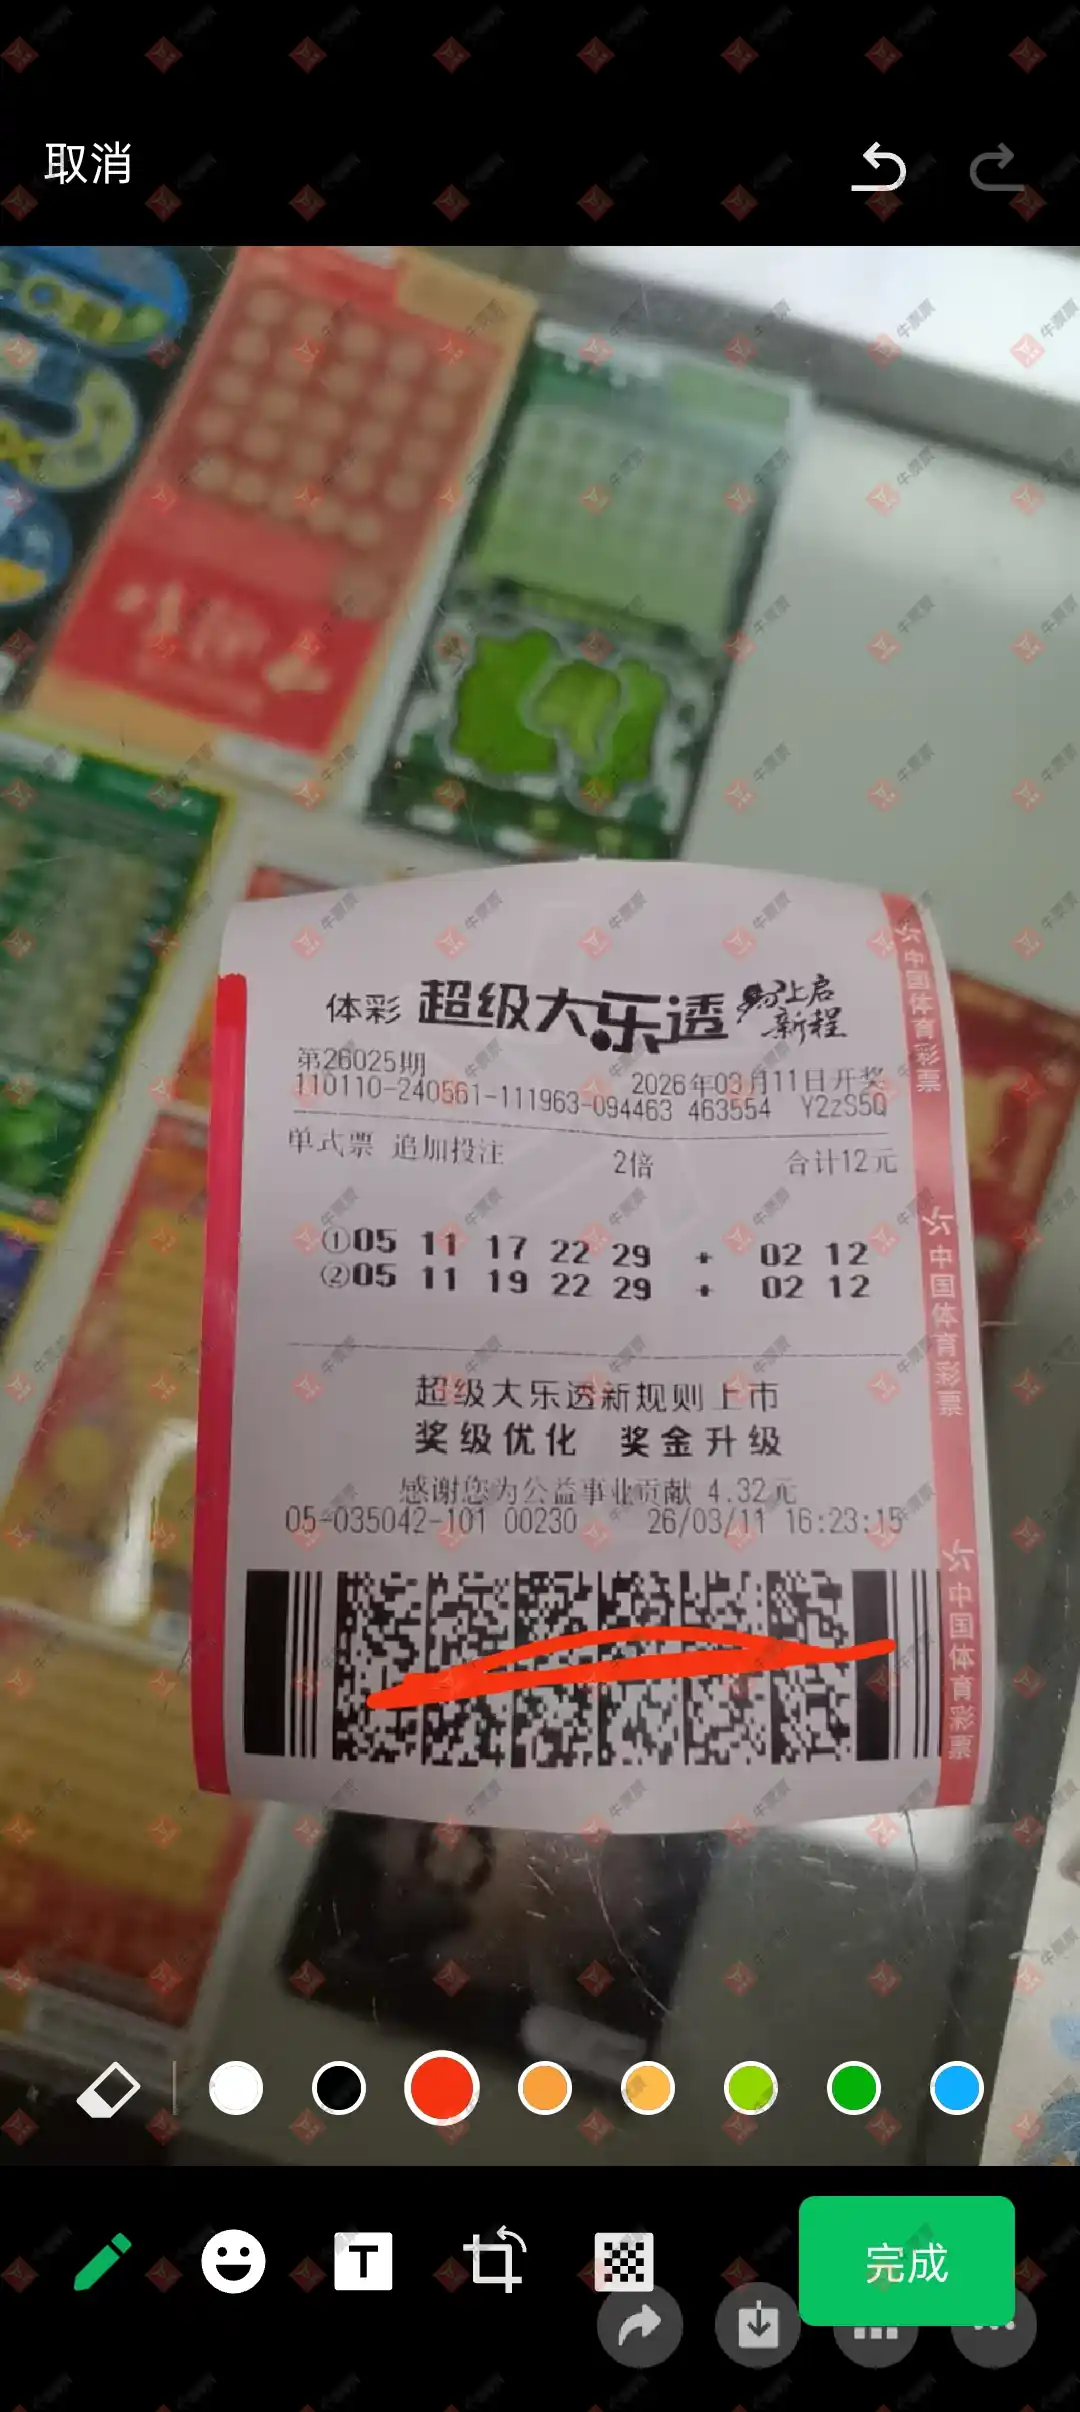 取消
体彩 超级大乐透 马上启新程
第26025期
2026年03月11日开奖
110110-240561-111963-094463 463554 Y2zS5Q
单式票 追加投注 2倍 合计12元
①05 11 17 22 29 + 02 12
②05 11 19 22 29 + 02 12
超级大乐透新规则上市
奖级优化 奖金升级
感谢您为公益事业贡献 4.32元
05-035042-101 00230 26/03/11 16:23:15
中国体育彩票
中国体育彩票
中国体育彩票
T
完成
牛票票